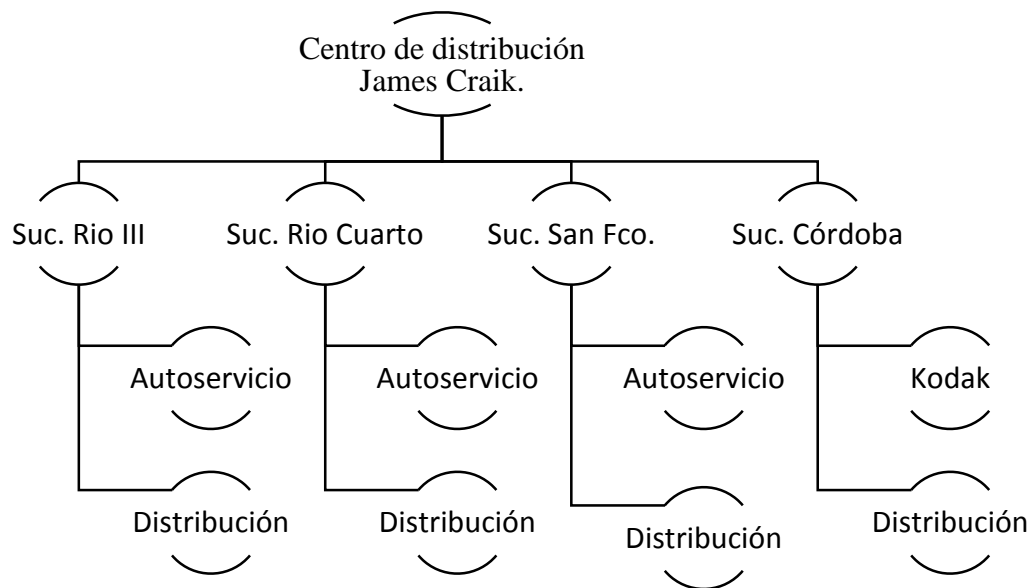 Centro de distribución
James Craik.
Suc. Rio III
Suc. Rio Cuarto
Suc. San Fco.
Suc. Córdoba
Autoservicio
Autoservicio
Autoservicio
Kodak
Distribución
Distribución
Distribución
Distribución